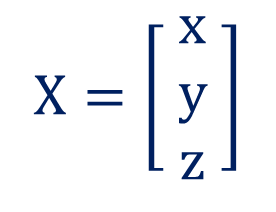 X = [x
y
z]